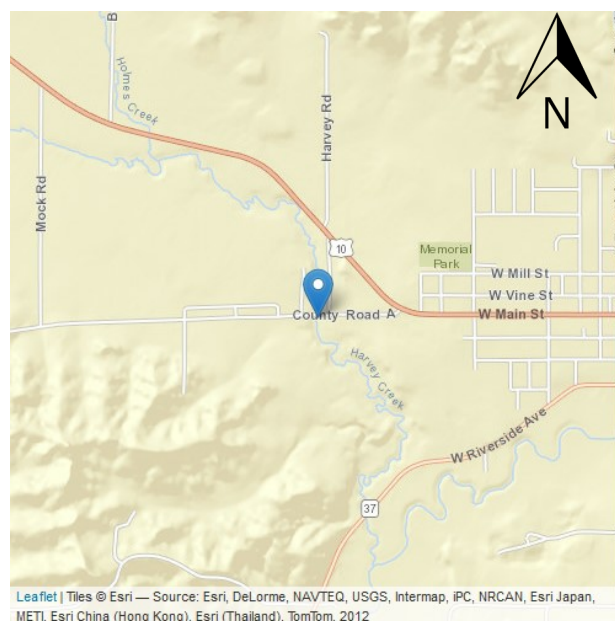 B
Holmes Creek
Harvey Rd
N
Mock Rd
10
Memorial
Park
W Mill St
W Vine St
County Road A
W Main St
Harvey Creek
W Riverside Ave
37
Leaflet | Tiles © Esri — Source: Esri, DeLorme, NAVTEQ, USGS, Intermap, iPC, NRCAN, Esri Japan,
METI, Esri China (Hong Kong), Esri (Thailand), TomTom, 2012